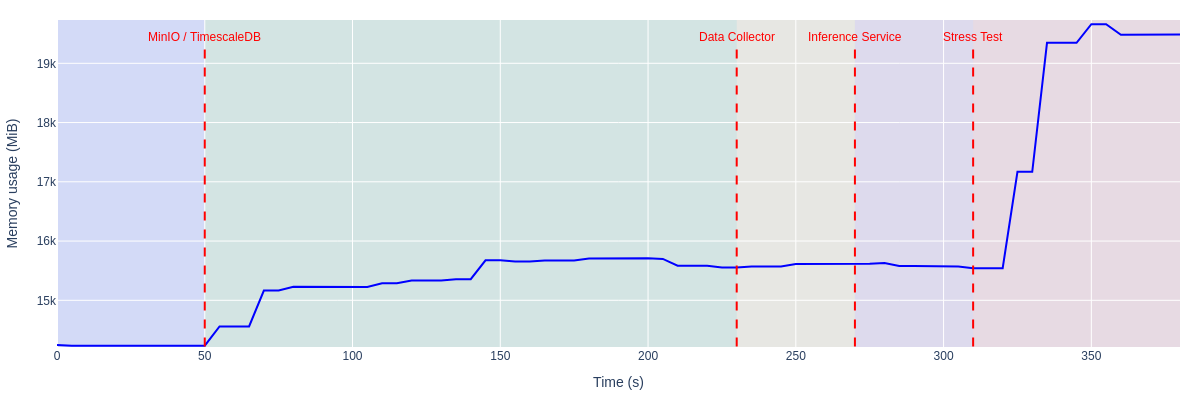 MinIO / TimescaleDB
Data Collector
Inference Service
Stress Test
19k
18k
17k
16k
15k
Memory usage (MiB)
0
50
100
150
200
250
300
350
Time (s)